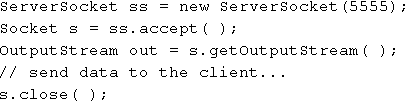 ServerSocket ss = new ServerSocket(5555);
Socket s = ss.accept( );
OutputStream out = s.getOutputStream( );
// send data to the client...
s.close( );